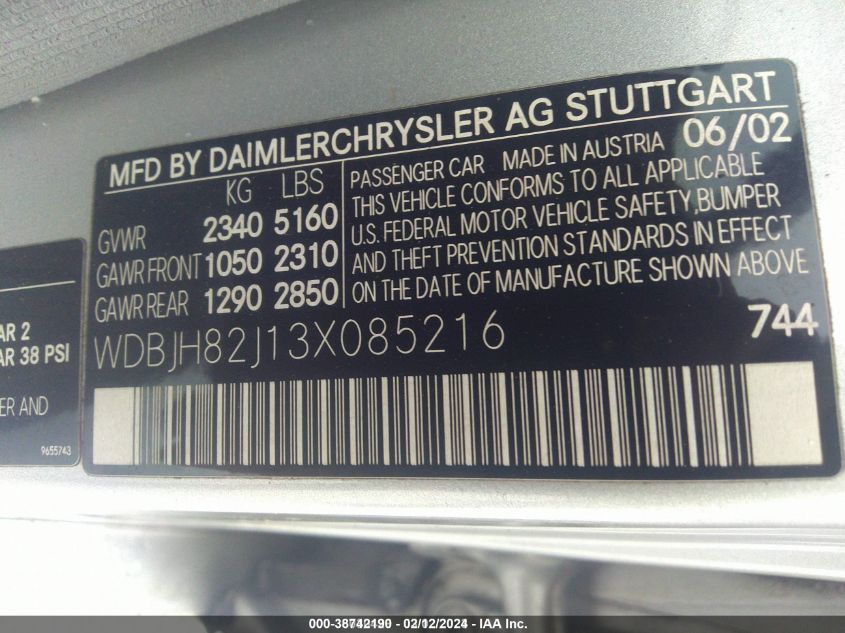 MFD BY DAIMLERCHRYSLER AG STUTTGART
KG LBS
GVWR 2340 5160
GAWR FRONT 1050 2310
GAWR REAR 1290 2850
06/02
PASSENGER CAR MADE IN AUSTRIA
THIS VEHICLE CONFORMS TO ALL APPLICABLE
U.S. FEDERAL MOTOR VEHICLE SAFETY, BUMPER
AND THEFT PREVENTION STANDARDS IN EFFECT
ON THE DATE OF MANUFACTURE SHOWN ABOVE
WDBJH82J13X085216
744
AR 2
AR 38 PSI
ER AND
9655743
000-38742190 - 02/12/2024 - IAA Inc.